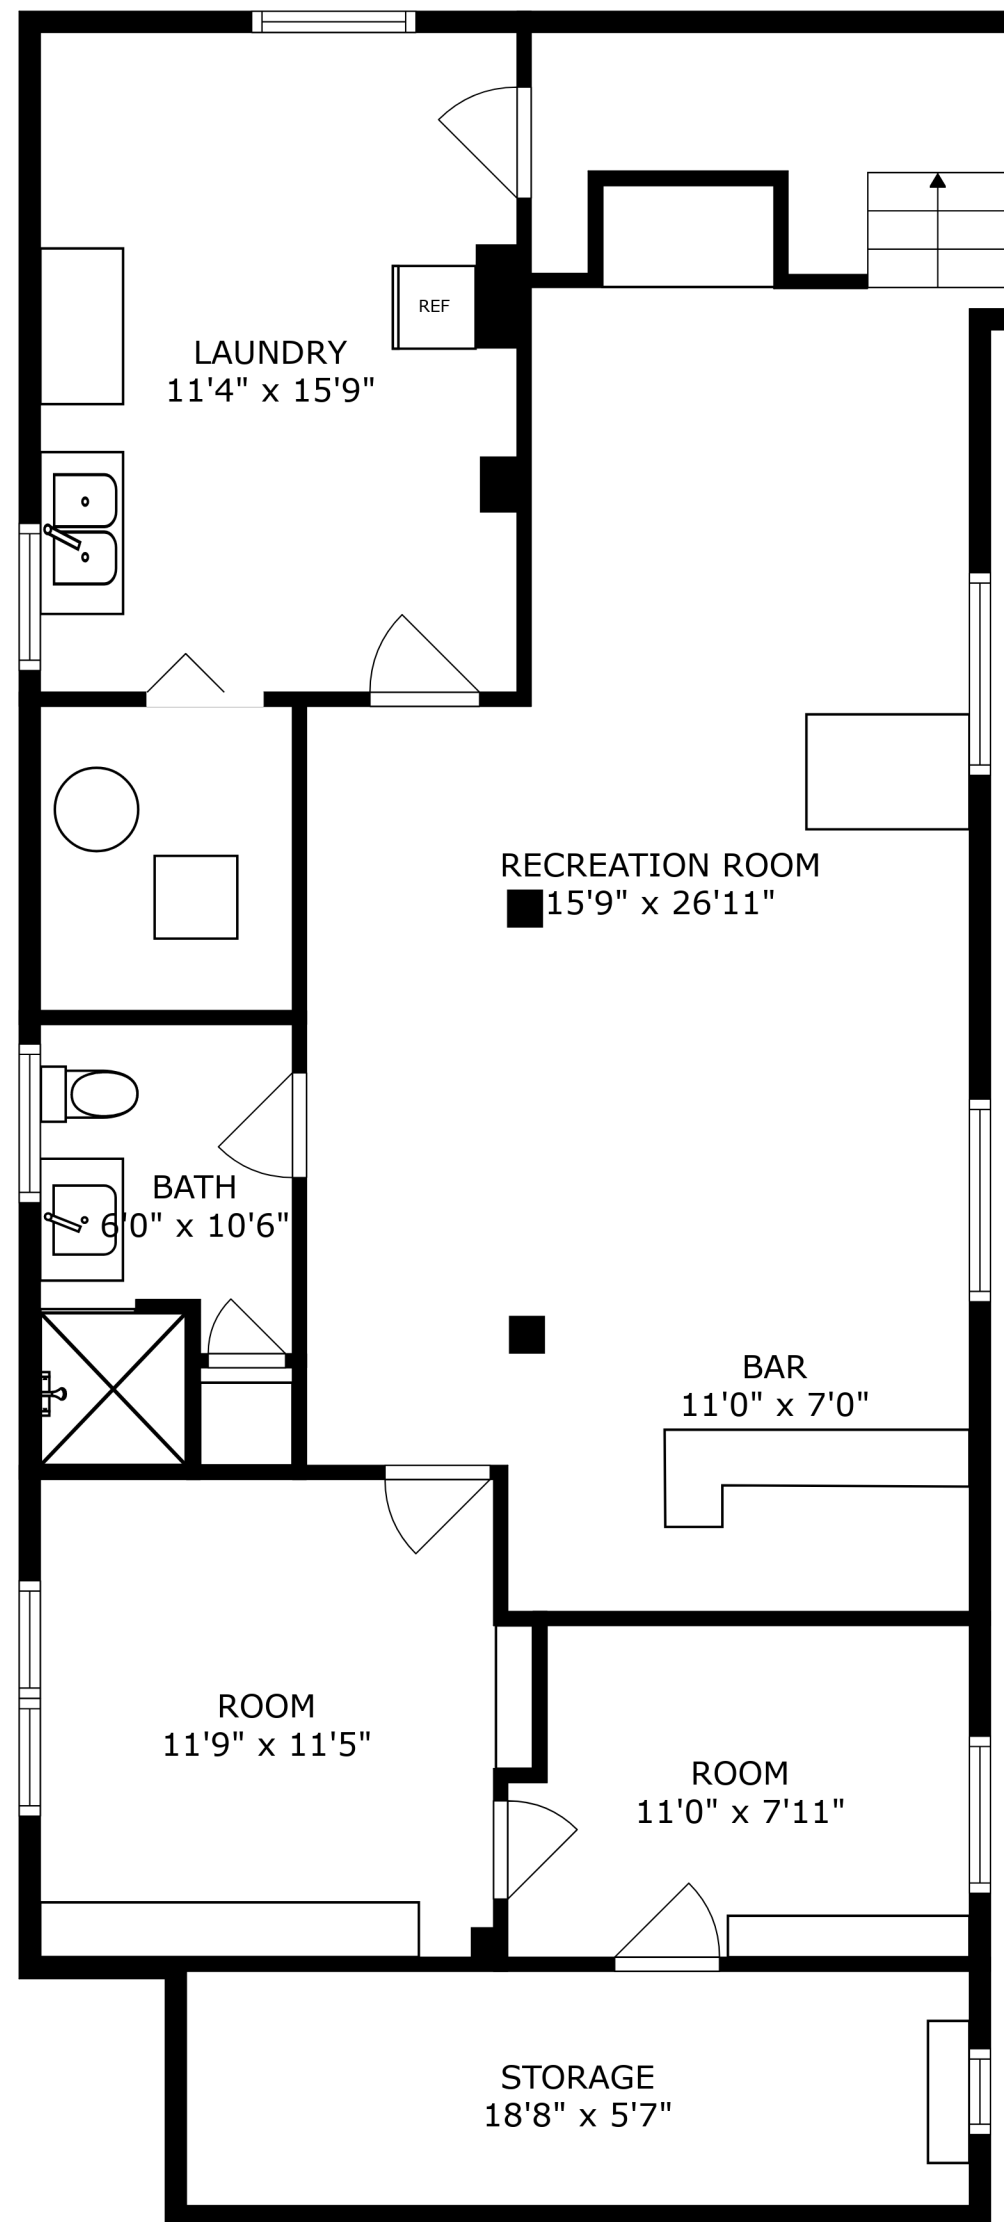 REF
LAUNDRY
11'4" x 15'9"
RECREATION ROOM
15'9" x 26'11"
BATH
6'0" x 10'6"
BAR
11'0" x 7'0"
ROOM
11'9" x 11'5"
ROOM
11'0" x 7'11"
STORAGE
18'8" x 5'7"